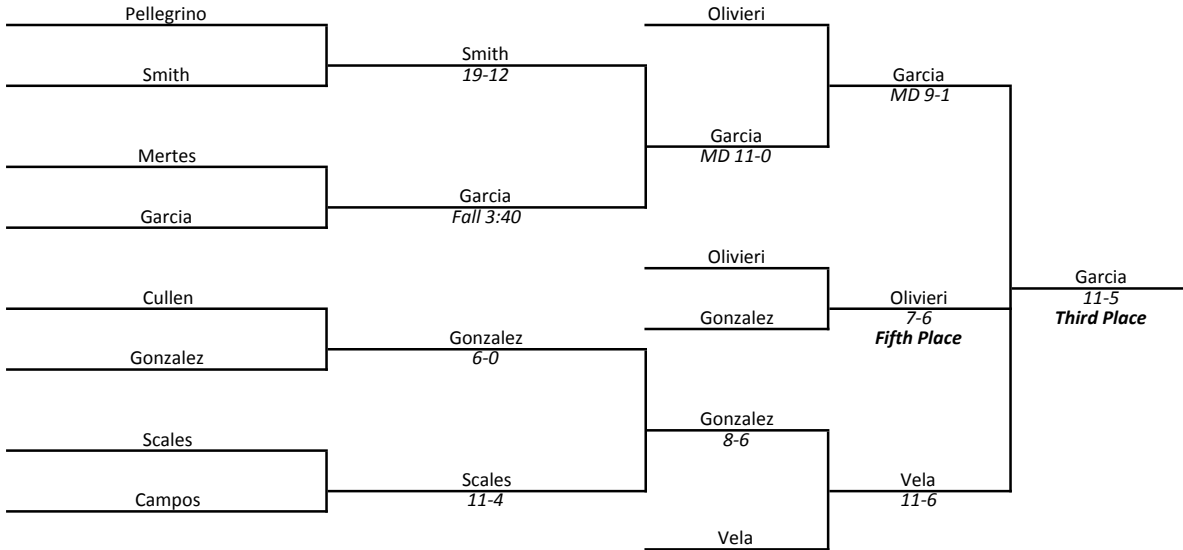 Pellegrino
Olivieri
Smith
19-12
Smith
Garcia
MD 9-1
Garcia
MD 11-0
Mertes
Garcia
Fall 3:40
Garcia
Olivieri
Garcia
11-5
Third Place
Cullen
Olivieri
7-6
Fifth Place
Gonzalez
Gonzalez
6-0
Gonzalez
Gonzalez
8-6
Scales
Scales
11-4
Vela
11-6
Campos
Vela